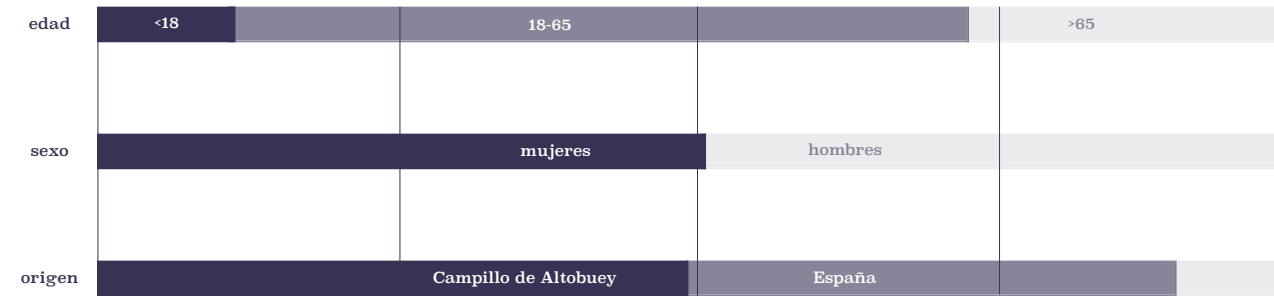 edad <18 18-65 >65
sexo mujeres hombres
origen Campillo de Altobuey España